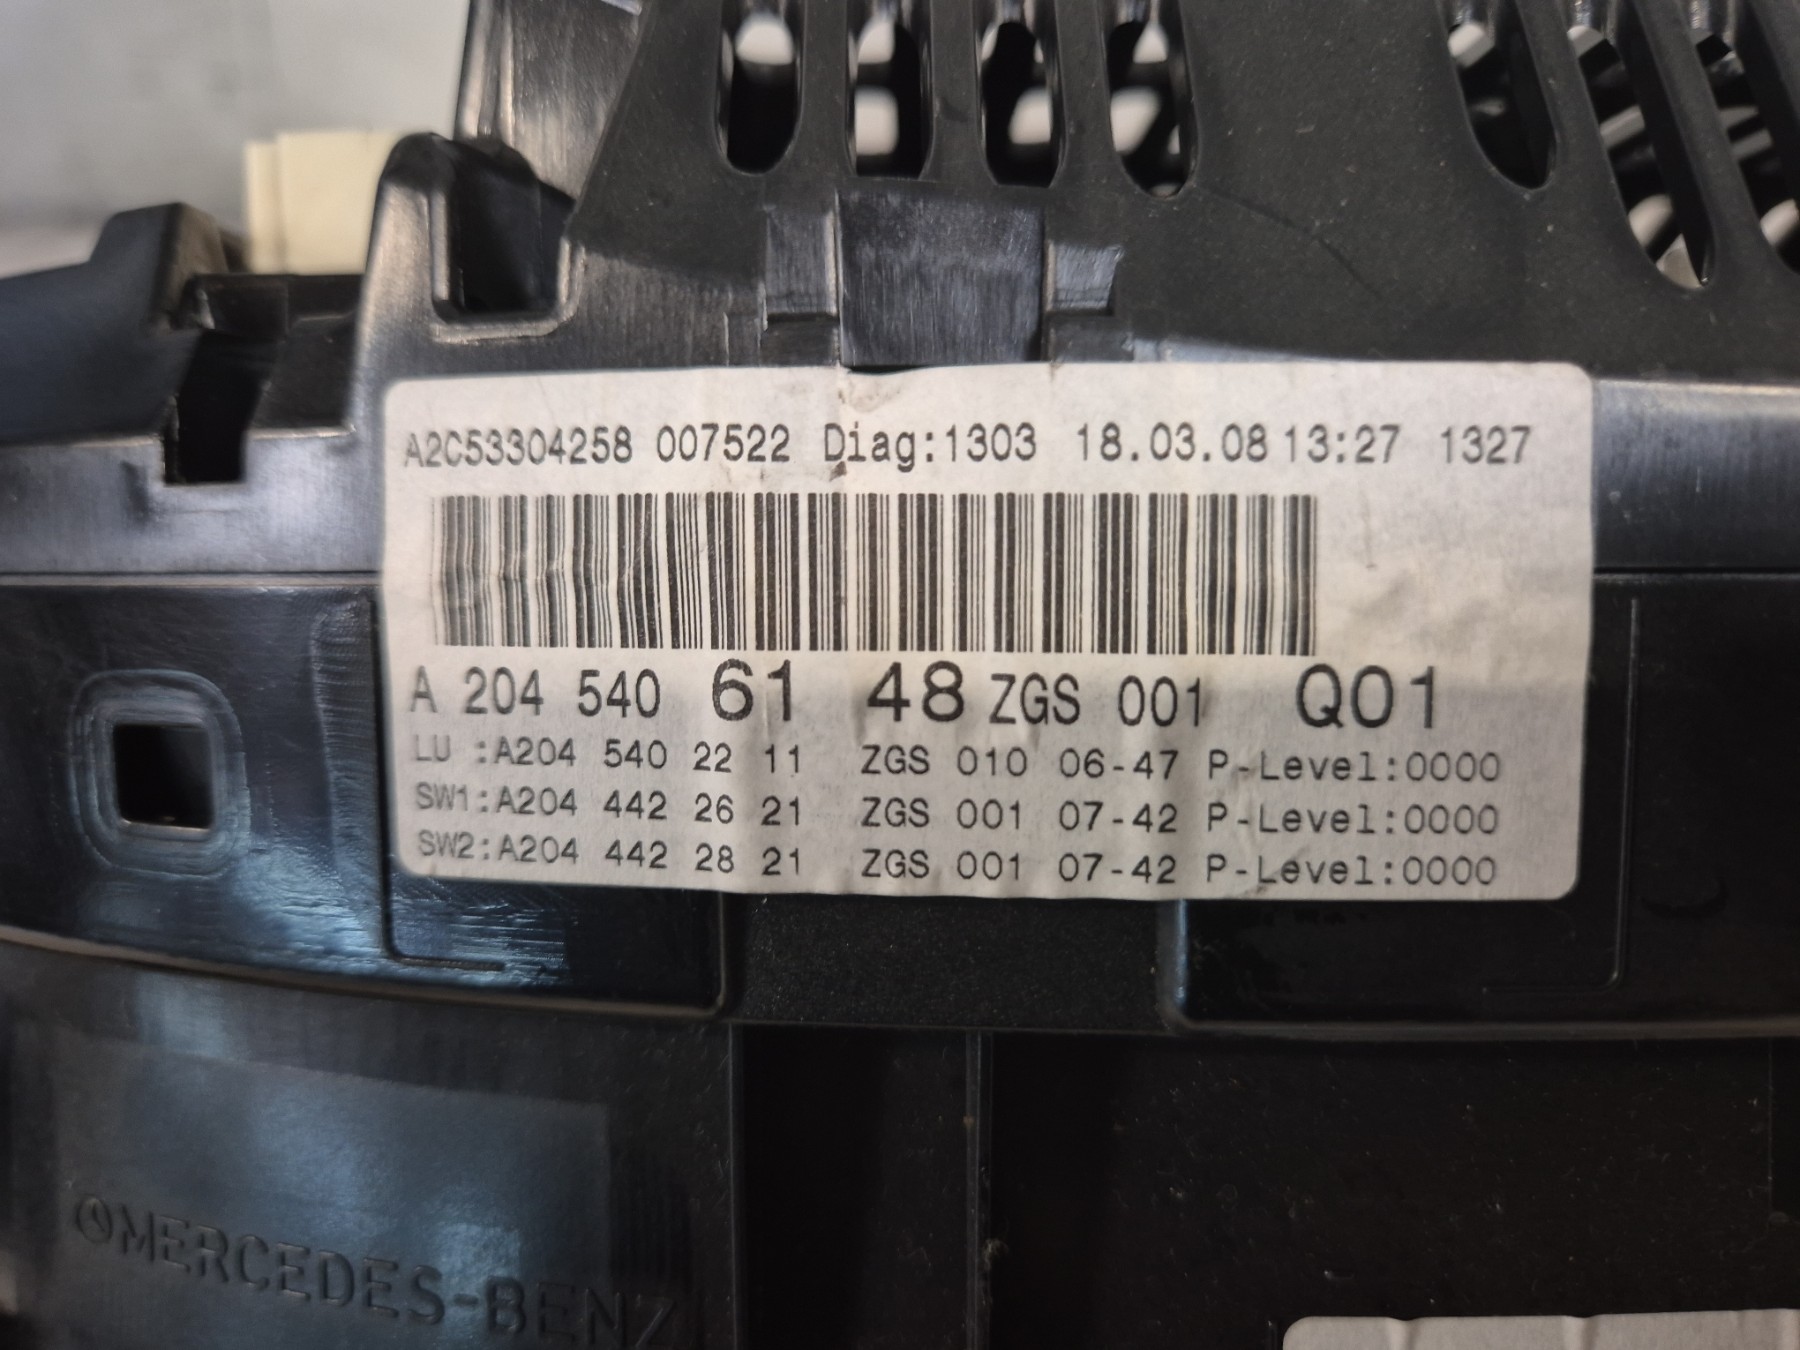 A2C53304258 007522 Diag:1303 18.03.08 13:27 1327
A 204 540 61 48 ZGS 001 Q01
LU :A204 540 22 11 ZGS 010 06-47 P-Level:0000
SW1:A204 442 26 21 ZGS 001 07-42 P-Level:0000
SW2:A204 442 28 21 ZGS 001 07-42 P-Level:0000
MERCEDES-BENZ